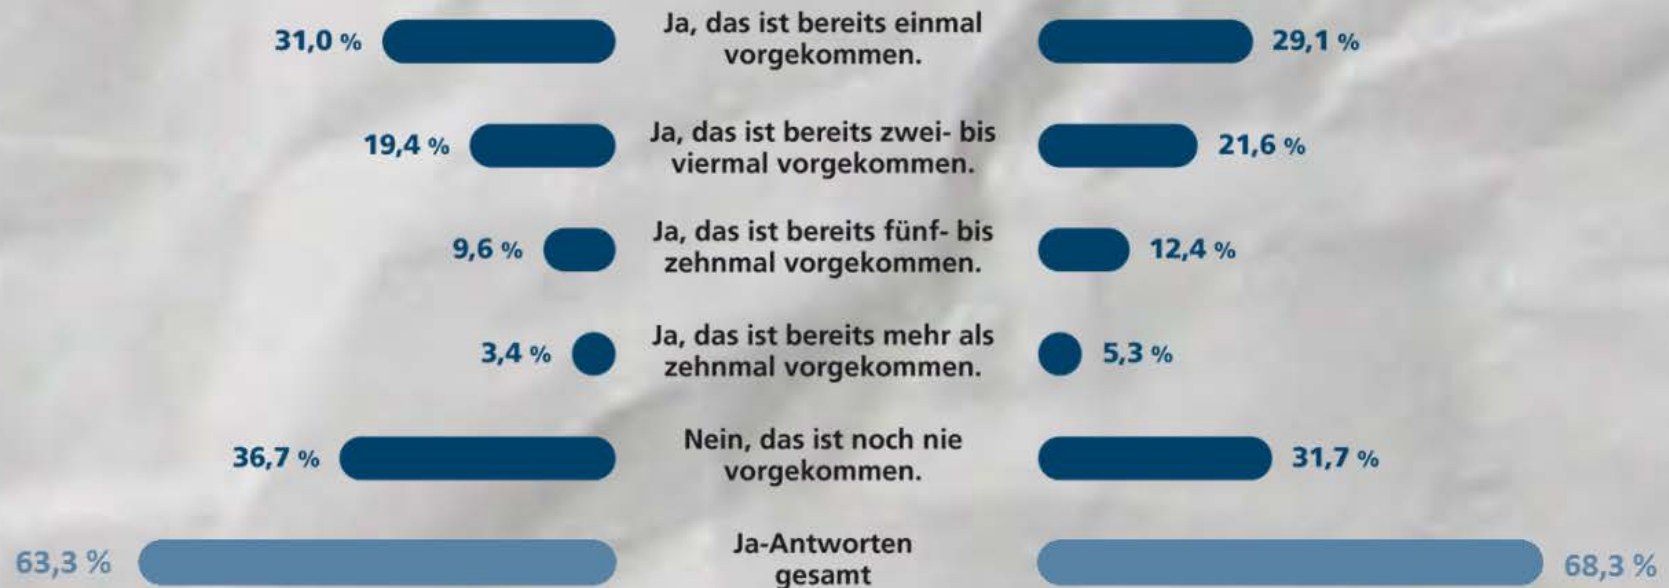 31,0 % Ja, das ist bereits einmal 29,1 %
vorgekommen.
19,4 % Ja, das ist bereits zwei- bis 21,6 %
viermal vorgekommen.
9,6 % Ja, das ist bereits fünf- bis 12,4 %
zehnmal vorgekommen.
3,4 % Ja, das ist bereits mehr als 5,3 %
zehnmal vorgekommen.
36,7 % Nein, das ist noch nie 31,7 %
vorgekommen.
63,3 % Ja-Antworten 68,3 %
gesamt